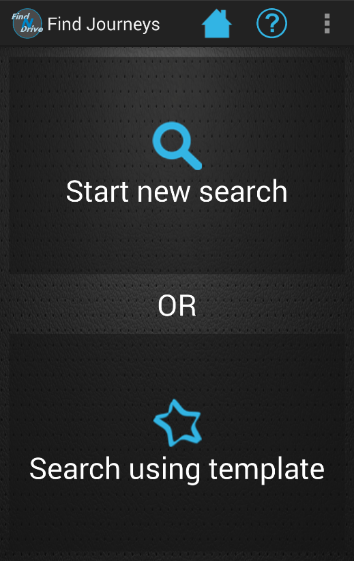 Find
Drive
Find Journeys
?
Start new search
OR
Search using template